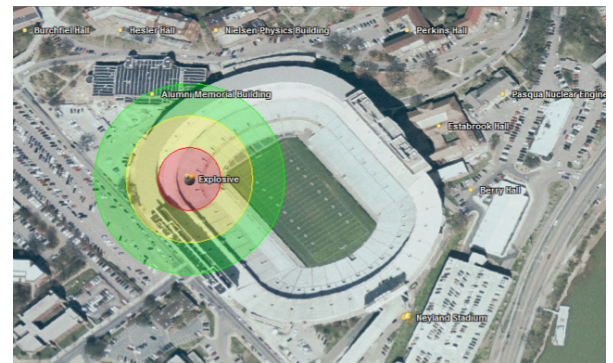 Burchfiel Hall
Hesler Hall
Nielsen Physics Building
Perkins Hall
Alumni Memorial Building
Pasqua Nuclear Engine
Estabrook Hall
Explosive
Berry Hall
Neyland Stadium